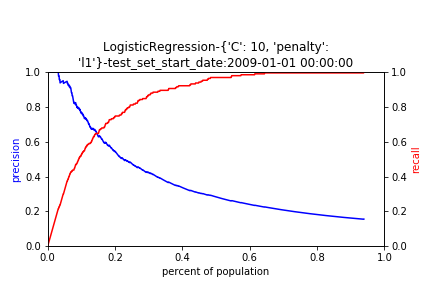 LogisticRegression-{'C': 10, 'penalty':
'l1'}-test_set_start_date:2009-01-01 00:00:00
1.0
0.8
0.6
0.4
0.2
0.0
precision
1.0
0.8
0.6
0.4
0.2
0.0
recall
0.0 0.2 0.4 0.6 0.8 1.0
percent of population